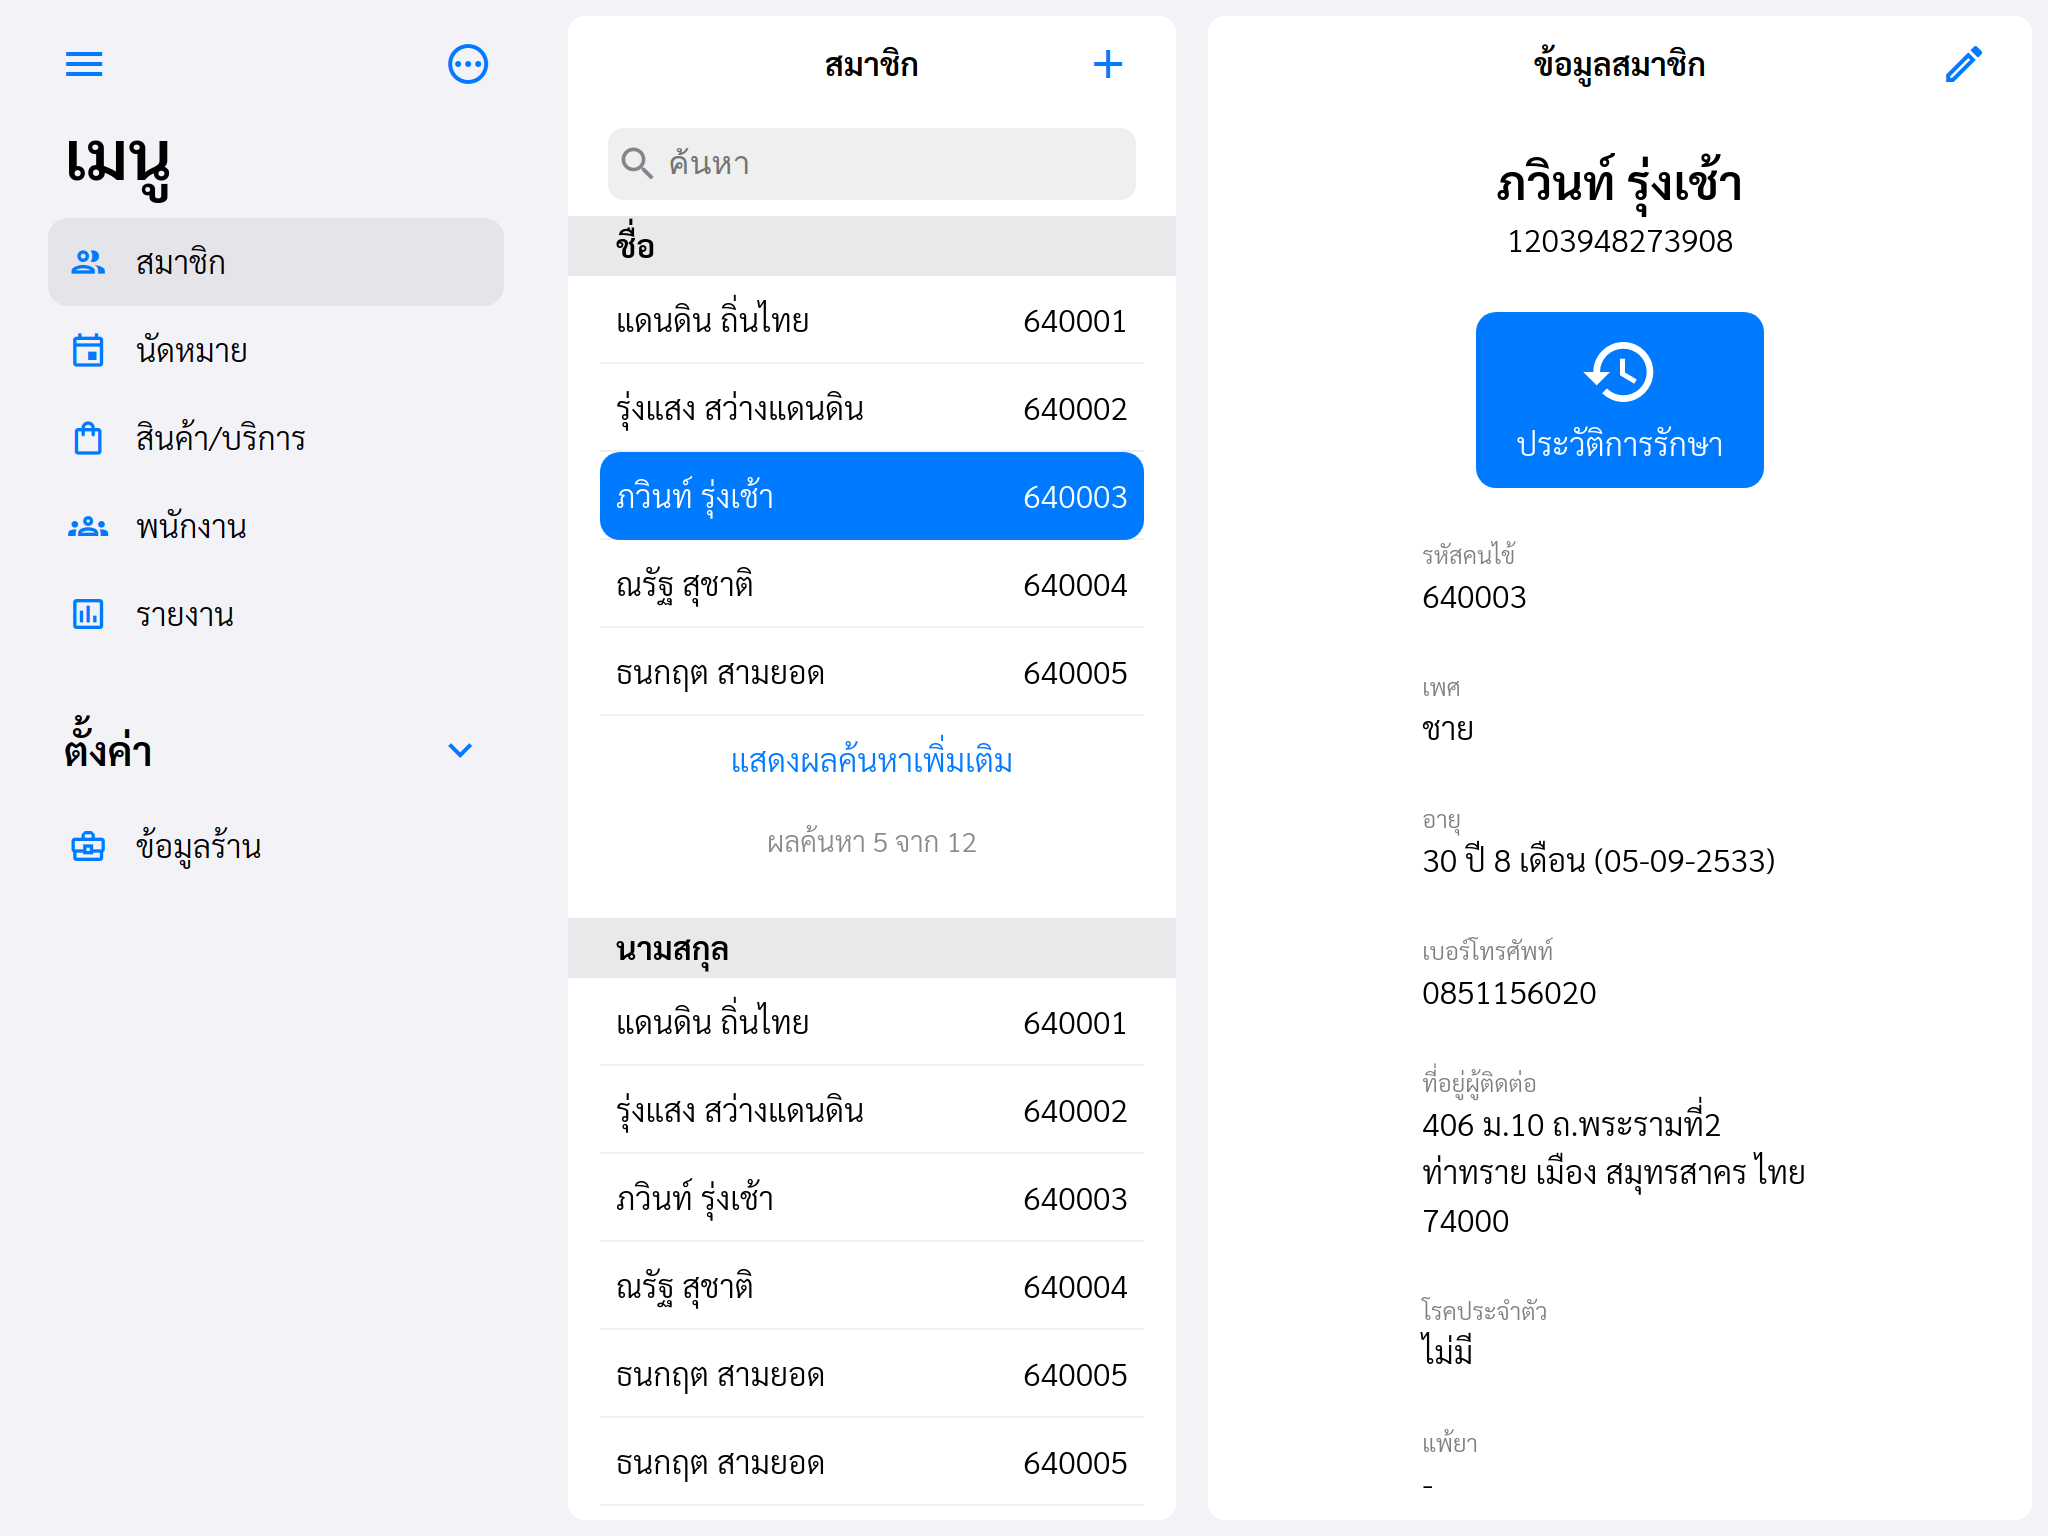 เมนู
สมาชิก
นัดหมาย
สินค้า/บริการ
พนักงาน
รายงาน
ตั้งค่า
ข้อมูลร้าน
สมาชิก
ค้นหา
ชื่อ
แดนดิน ถิ่นไทย 640001
รุ่งแสง สว่างแดนดิน 640002
ภวินท์ รุ่งเช้า 640003
ณรัฐ สุชาติ 640004
ธนกฤต สามยอด 640005
แสดงผลค้นหาเพิ่มเติม
ผลค้นหา 5 จาก 12
นามสกุล
แดนดิน ถิ่นไทย 640001
รุ่งแสง สว่างแดนดิน 640002
ภวินท์ รุ่งเช้า 640003
ณรัฐ สุชาติ 640004
ธนกฤต สามยอด 640005
ธนกฤต สามยอด 640005
ข้อมูลสมาชิก
ภวินท์ รุ่งเช้า
1203948273908
ประวัติการรักษา
รหัสคนไข้
640003
เพศ
ชาย
อายุ
30 ปี 8 เดือน (05-09-2533)
เบอร์โทรศัพท์
0851156020
ที่อยู่ผู้ติดต่อ
406 ม.10 ถ.พระรามที่2
ท่าทราย เมือง สมุทรสาคร ไทย
74000
โรคประจำตัว
ไม่มี
แพ้ยา
-